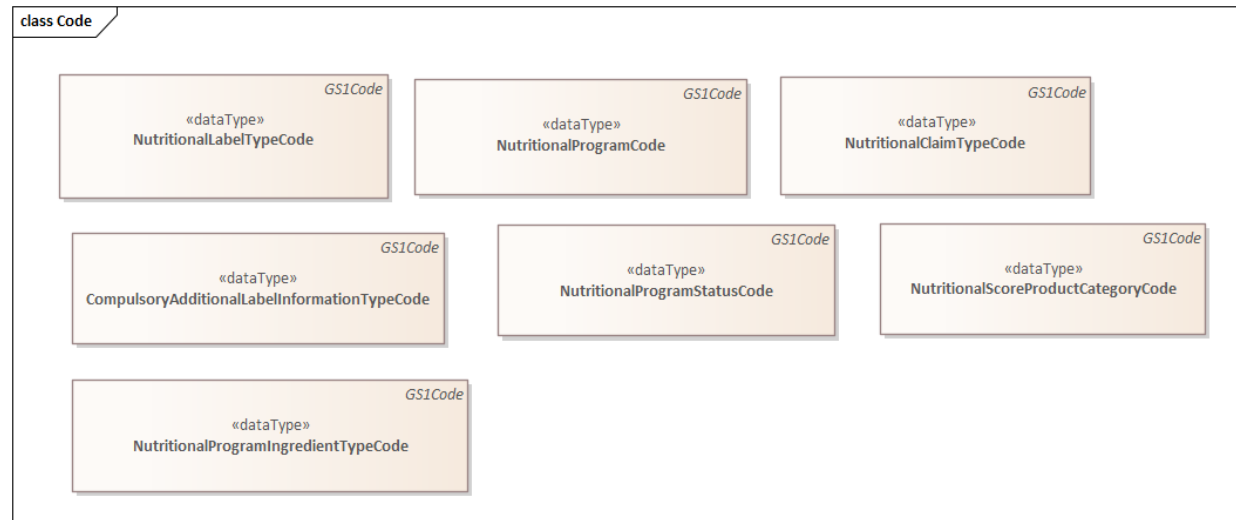 class Code
GS1Code
«dataType»
NutritionalLabelTypeCode
GS1Code
«dataType»
NutritionalProgramCode
GS1Code
«dataType»
NutritionalClaimTypeCode
GS1Code
«dataType»
CompulsoryAdditionalLabelInformationTypeCode
GS1Code
«dataType»
NutritionalProgramStatusCode
GS1Code
«dataType»
NutritionalScoreProductCategoryCode
GS1Code
«dataType»
NutritionalProgramIngredientTypeCode